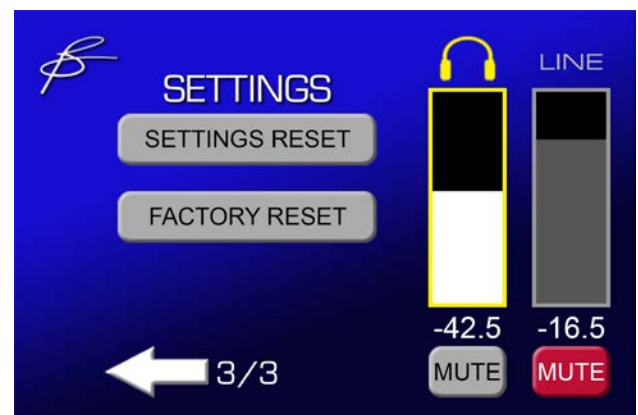 SETTINGS
SETTINGS RESET
FACTORY RESET
3/3
LINE
-42.5 -16.5
MUTE MUTE